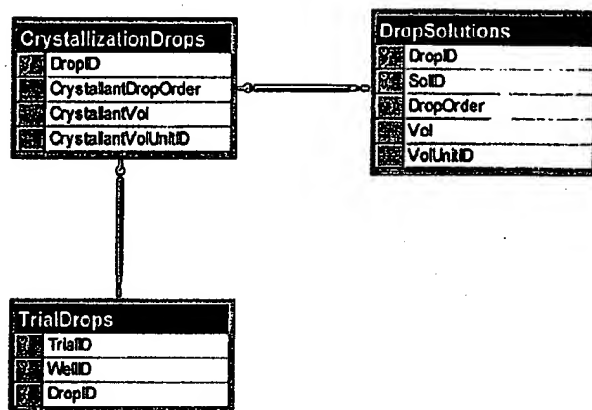 CrystallizationDrops
DropID
CrystallantDropOrder
CrystallantVol
CrystallantVolUnitID
DropSolutions
DropID
SolID
DropOrder
Vol
VolUnitID
TrialDrops
TrialID
WellID
DropID